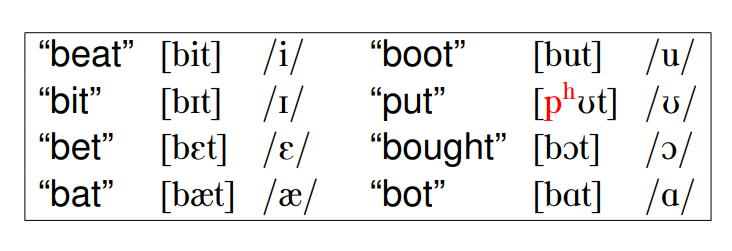 “beat” [bit] /i/ “boot” [but] /u/
“bit” [bɪt] /ɪ/ “put” [pʰʊt] /ʊ/
“bet” [bɛt] /ɛ/ “bought” [bɔt] /ɔ/
“bat” [bæt] /æ/ “bot” [bɑt] /ɑ/